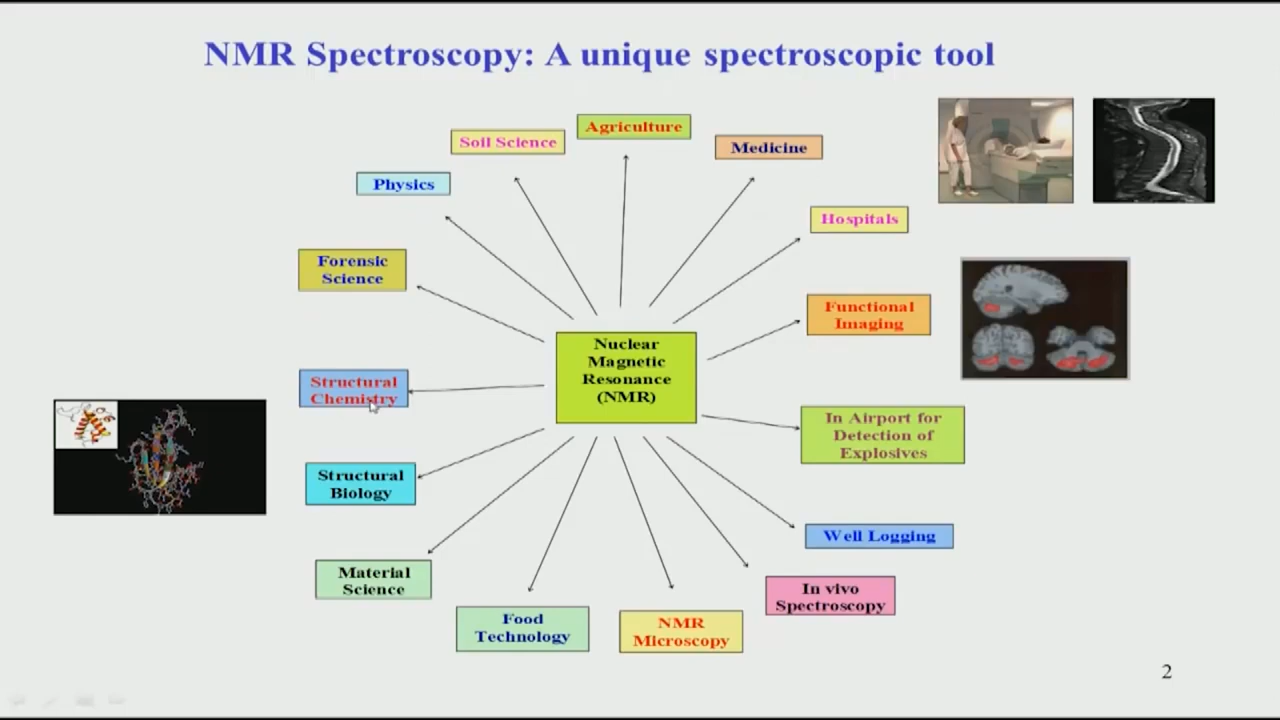 NMR Spectroscopy: A unique spectroscopic tool
Agriculture
Soil Science
Medicine
Physics
Hospitals
Forensic
Science
Functional
Imaging
Nuclear
Magnetic
Resonance
(NMR)
Structural
Chemistry
In Airport for
Detection of
Explosives
Structural
Biology
Well Logging
Material
Science
In vivo
Spectroscopy
Food
Technology
NMR
Microscopy
2